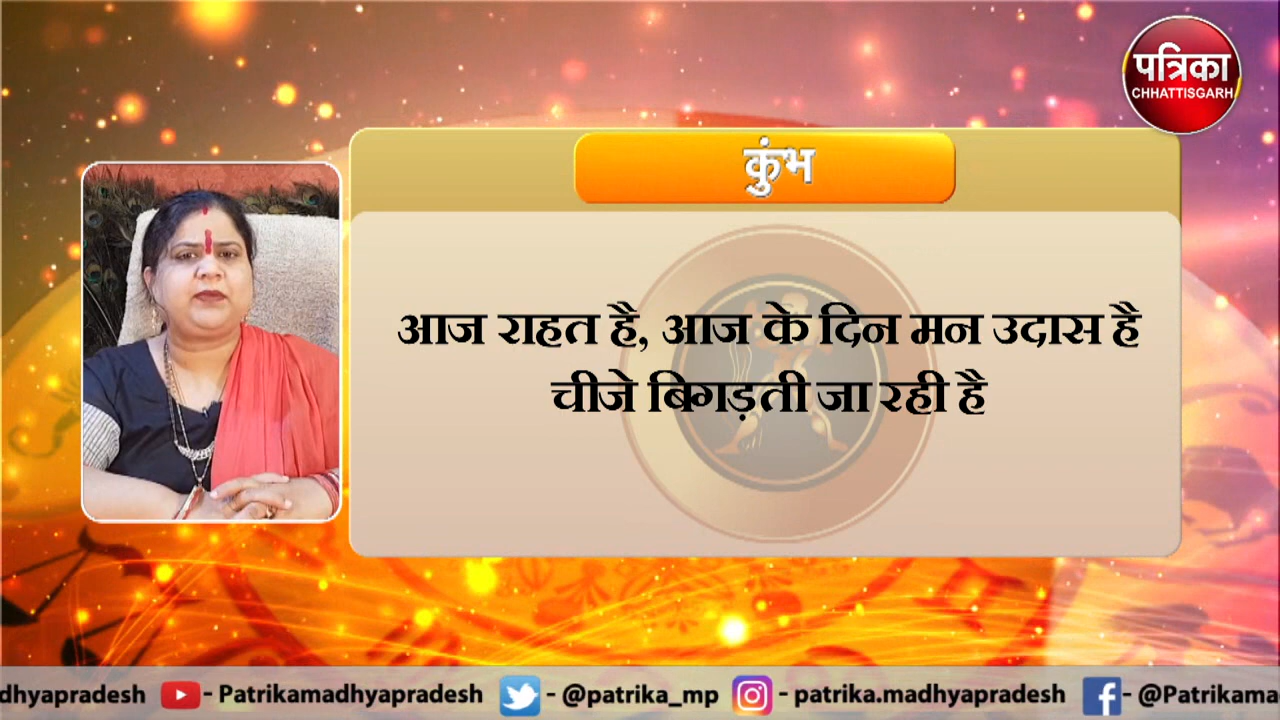 पत्रिका
CHHATTISGARH
कुंभ
आज राहत है, आज के दिन मन उदास है
चीजे बिगड़ती जा रही है
dhyapradesh - Patrikamadhyapradesh - @patrika_mp - patrika.madhyapradesh - @Patrikama